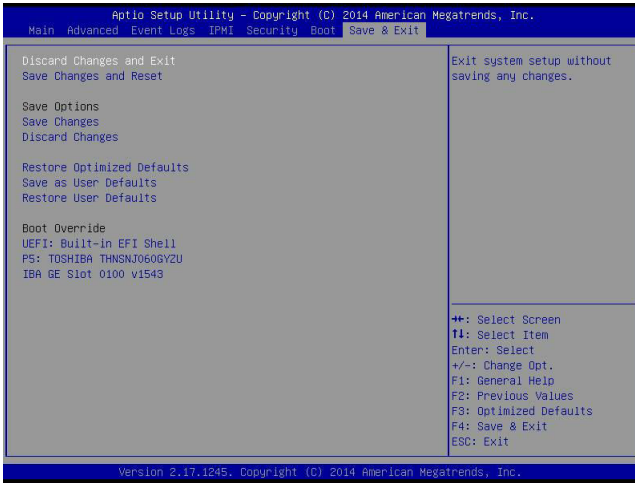 Aptio Setup Utility – Copyright (C) 2014 American Megatrends, Inc.
Main Advanced Event Logs IPMI Security Boot Save & Exit
Discard Changes and Exit
Save Changes and Reset
Save Options
Save Changes
Discard Changes
Restore Optimized Defaults
Save as User Defaults
Restore User Defaults
Boot Override
UEFI: Built-in EFI Shell
P5: TOSHIBA THNSNJ060GYZU
IBA GE Slot 0100 v1543
Exit system setup without
saving any changes.
→←: Select Screen
↑↓: Select Item
Enter: Select
+/-: Change Opt.
F1: General Help
F2: Previous Values
F3: Optimized Defaults
F4: Save & Exit
ESC: Exit
Version 2.17.1245. Copyright (C) 2014 American Megatrends, Inc.